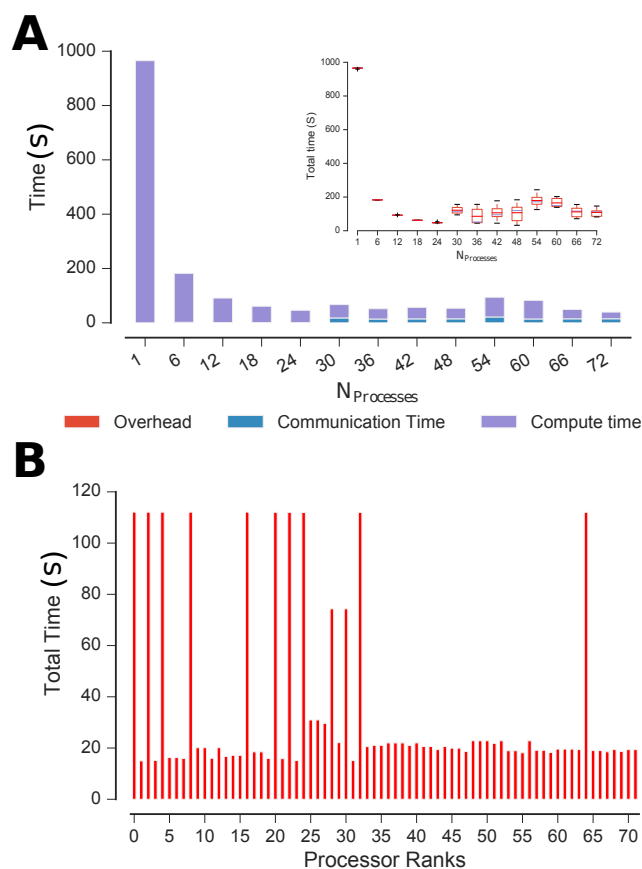 A
Time (s)
1000
800
600
400
200
0
1 6 12 18 24 30 36 42 48 54 60 66 72
N Processes
Total time (S)
1000
800
600
400
200
0
1 6 12 18 24 30 36 42 48 54 60 66 72
N Processes
Overhead Communication Time Compute time
B
Total Time (s)
120
100
80
60
40
20
0
0 5 10 15 20 25 30 35 40 45 50 55 60 65 70
Processor Ranks